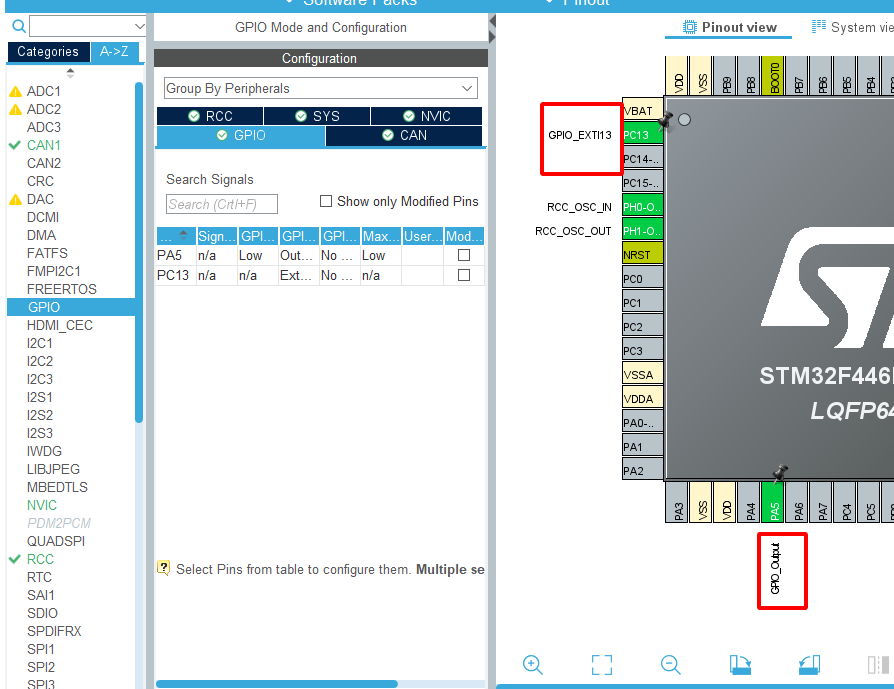 Software Packs
Pinout
GPIO Mode and Configuration
Pinout view
System vie
Categories
A->Z
Configuration
Group By Peripherals
RCC
SYS
NVIC
GPIO
CAN
Search Signals
Search (CrtI+F)
Show only Modified Pins
... Sign... GPI... GPI... GPI... Max... User... Mod...
PA5 n/a Low Out... No ... Low
PC13 n/a n/a Ext... No ... n/a
Select Pins from table to configure them. Multiple se
ADC1
ADC2
ADC3
CAN1
CAN2
CRC
DAC
DCMI
DMA
FATFS
FMPI2C1
FREERTOS
GPIO
HDMI_CEC
I2C1
I2C2
I2C3
I2S1
I2S2
I2S3
IWDG
LIBJPEG
MBEDTLS
NVIC
PDM2PCM
QUADSPI
RCC
RTC
SAI1
SDIO
SPDIFRX
SPI1
SPI2
SPI3
VDD
VSS
PB9
PB8
BOOT0
PB7
PB6
PB5
PB4
VBAT
GPIO_EXTI13
PC13
PC14-..
PC15-..
RCC_OSC_IN
PH0-O..
RCC_OSC_OUT
PH1-O..
NRST
PC0
PC1
PC2
PC3
VSSA
VDDA
PA0-..
PA1
PA2
STM32F446
LQFP64
PA3
VSS
VDD
PA4
PA5
PA6
PA7
PC4
PC5
GPIO_Output